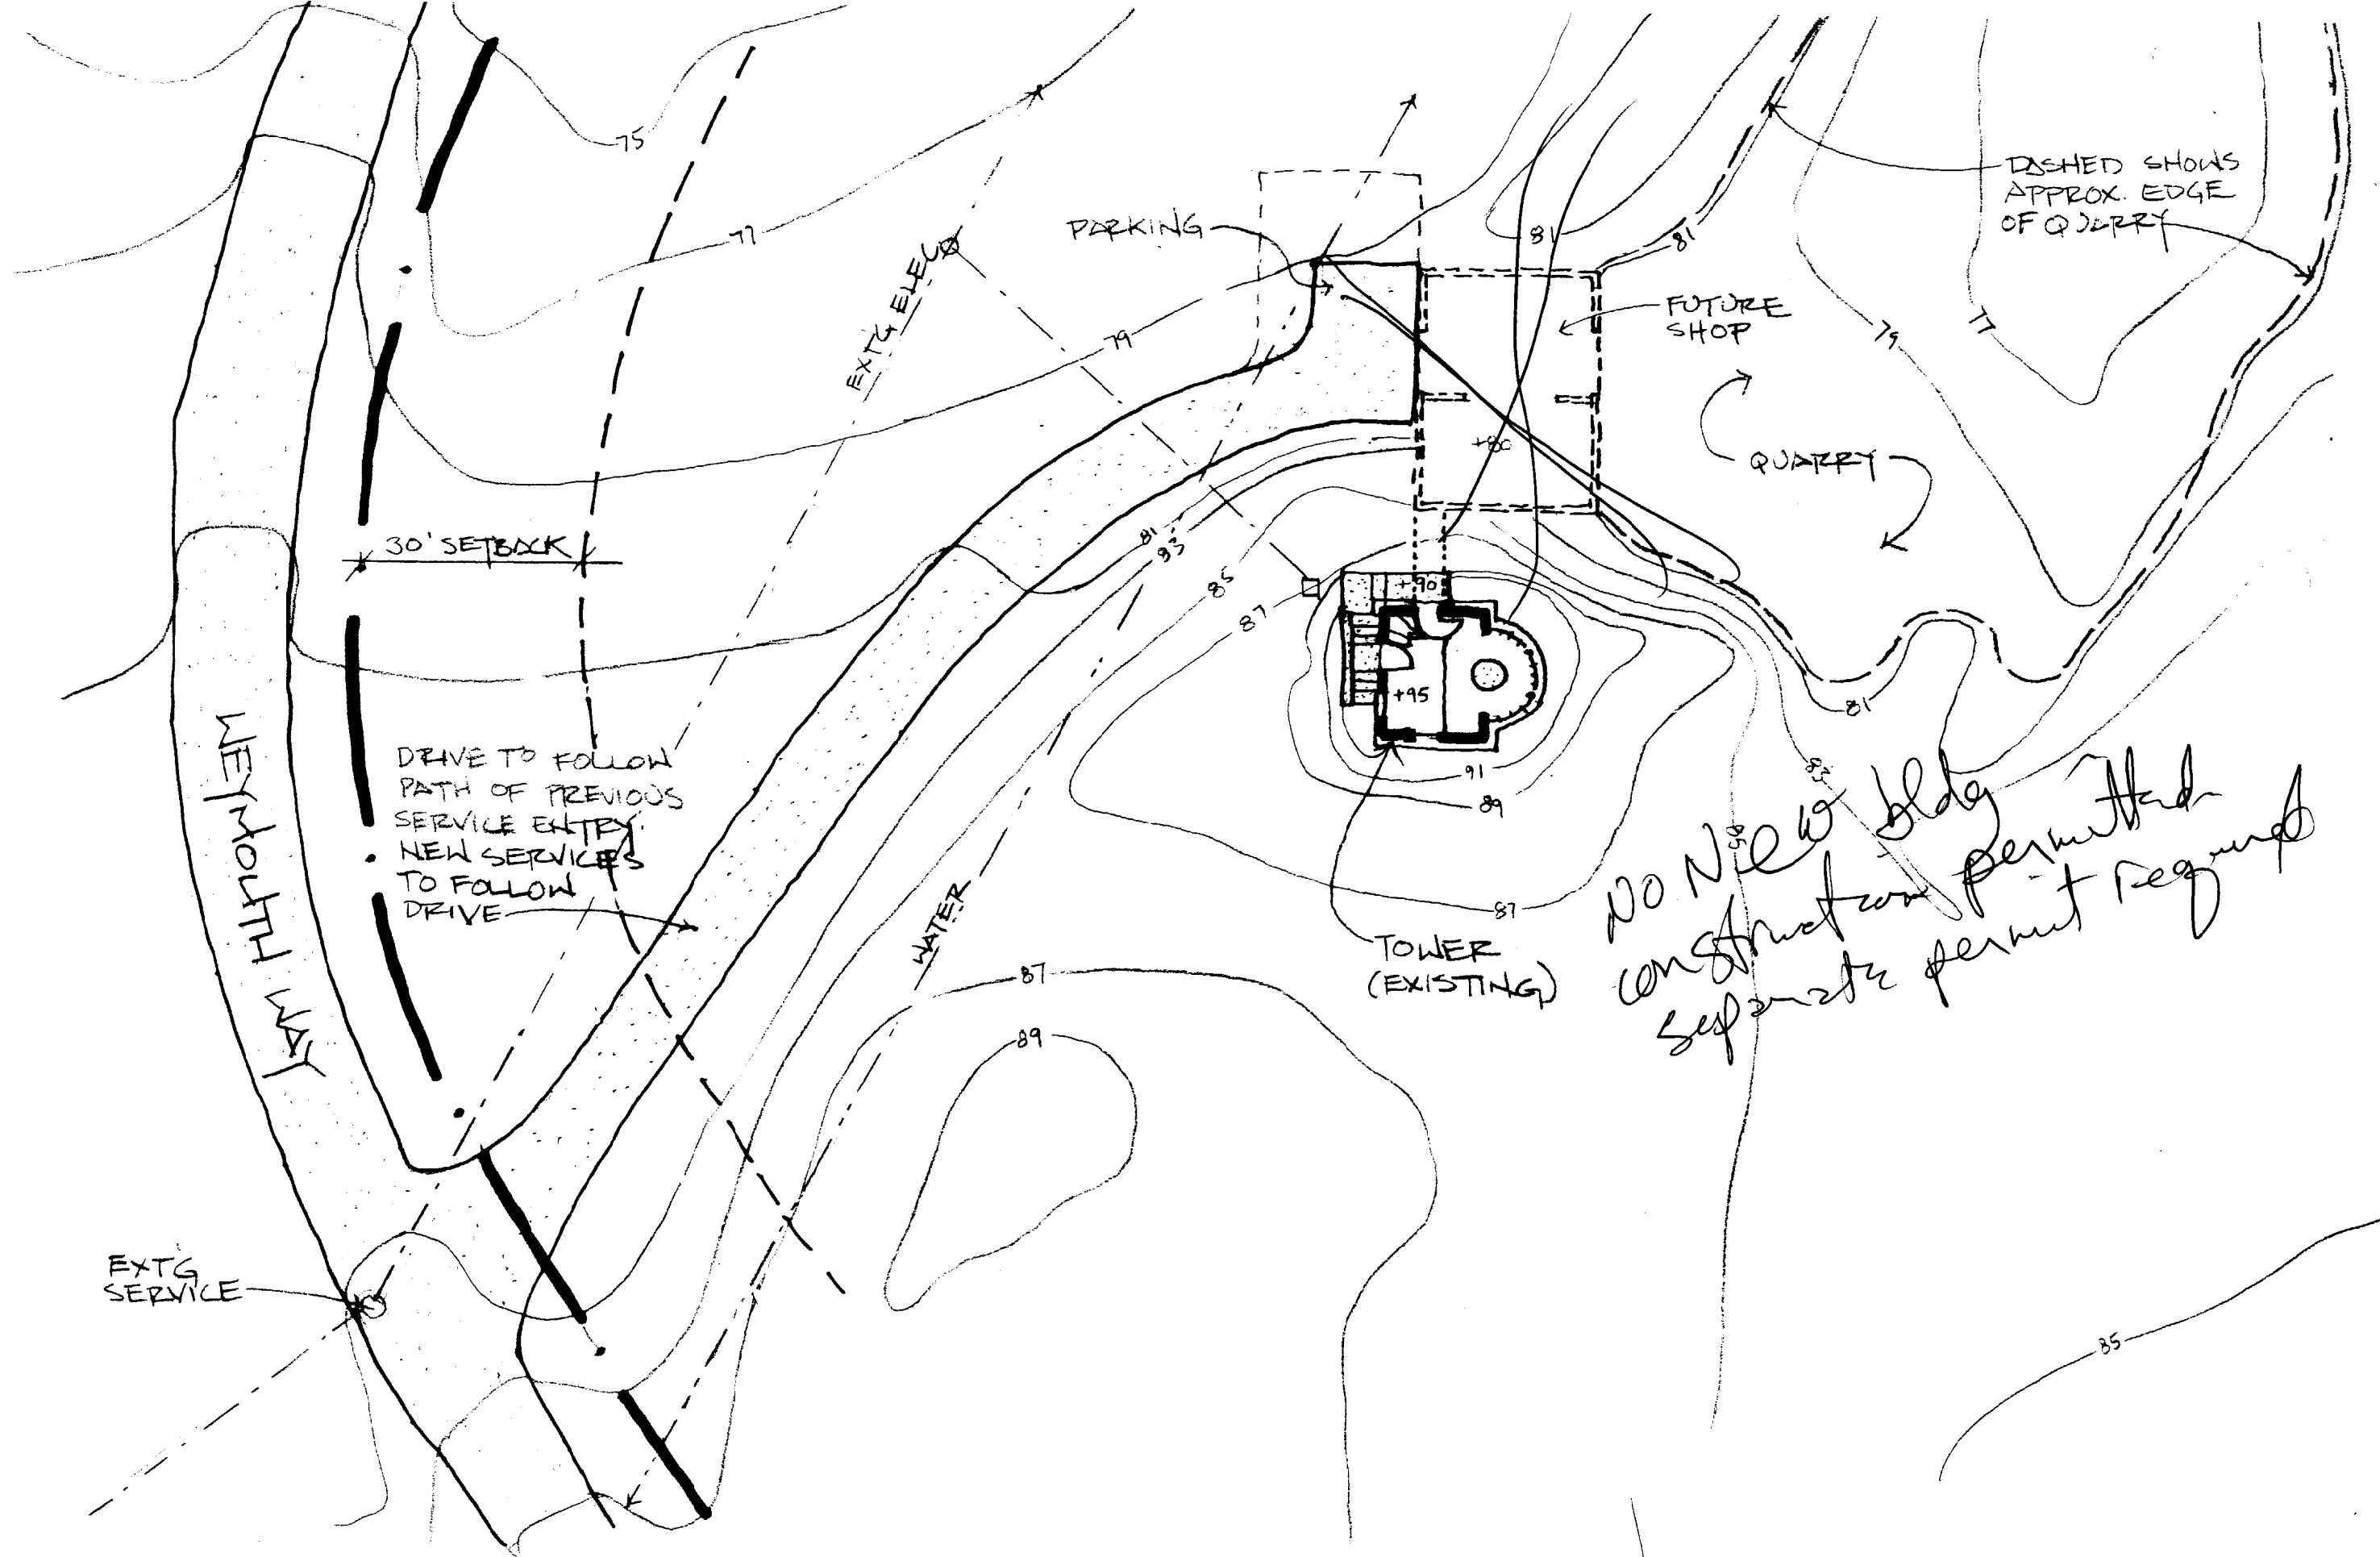 75
77
EXT'G ELEC
PARKING
79
81
81
DASHED SHOWS
APPROX. EDGE
OF QUARRY
FUTURE
SHOP
79
77
QUARRY
+80
30' SETBACK
81
83
85
87
+90
+95
91
89
87
81
83
85
WEYMOUTH WAY
DRIVE TO FOLLOW
PATH OF PREVIOUS
SERVICE ENTRY.
NEW SERVICES
TO FOLLOW
DRIVE
WATER
TOWER
(EXISTING)
No New bldg
construction permitted
separate permit required
87
89
EXT'G
SERVICE
85